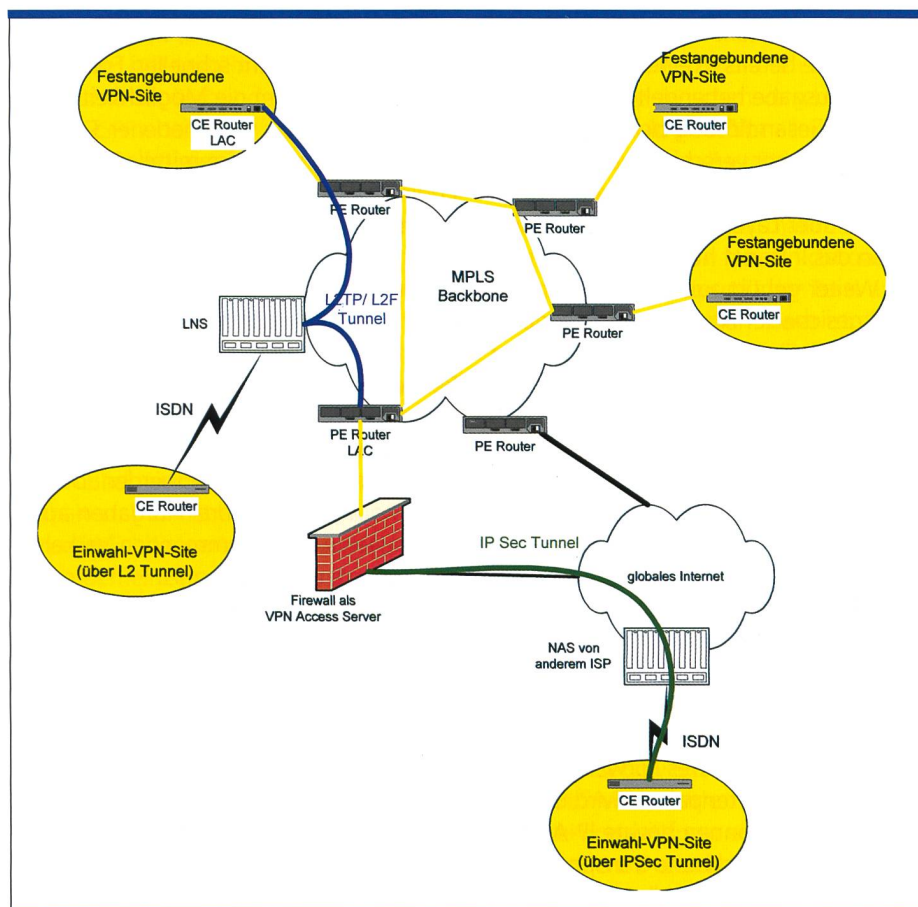 Festangebundene
VPN-Site
CE Router
LAC
Festangebundene
VPN-Site
CE Router
PE Router
PE Router
MPLS
Backbone
Festangebundene
VPN-Site
CE Router
L2TP/ L2F
Tunnel
LNS
PE Router
ISDN
PE Router
LAC
PE Router
CE Router
Einwahl-VPN-Site
(über L2 Tunnel)
IP Sec Tunnel
globales Internet
Firewall als
VPN Access Server
NAS von
anderem ISP
ISDN
CE Router
Einwahl-VPN-Site
(über IPSec Tunnel)